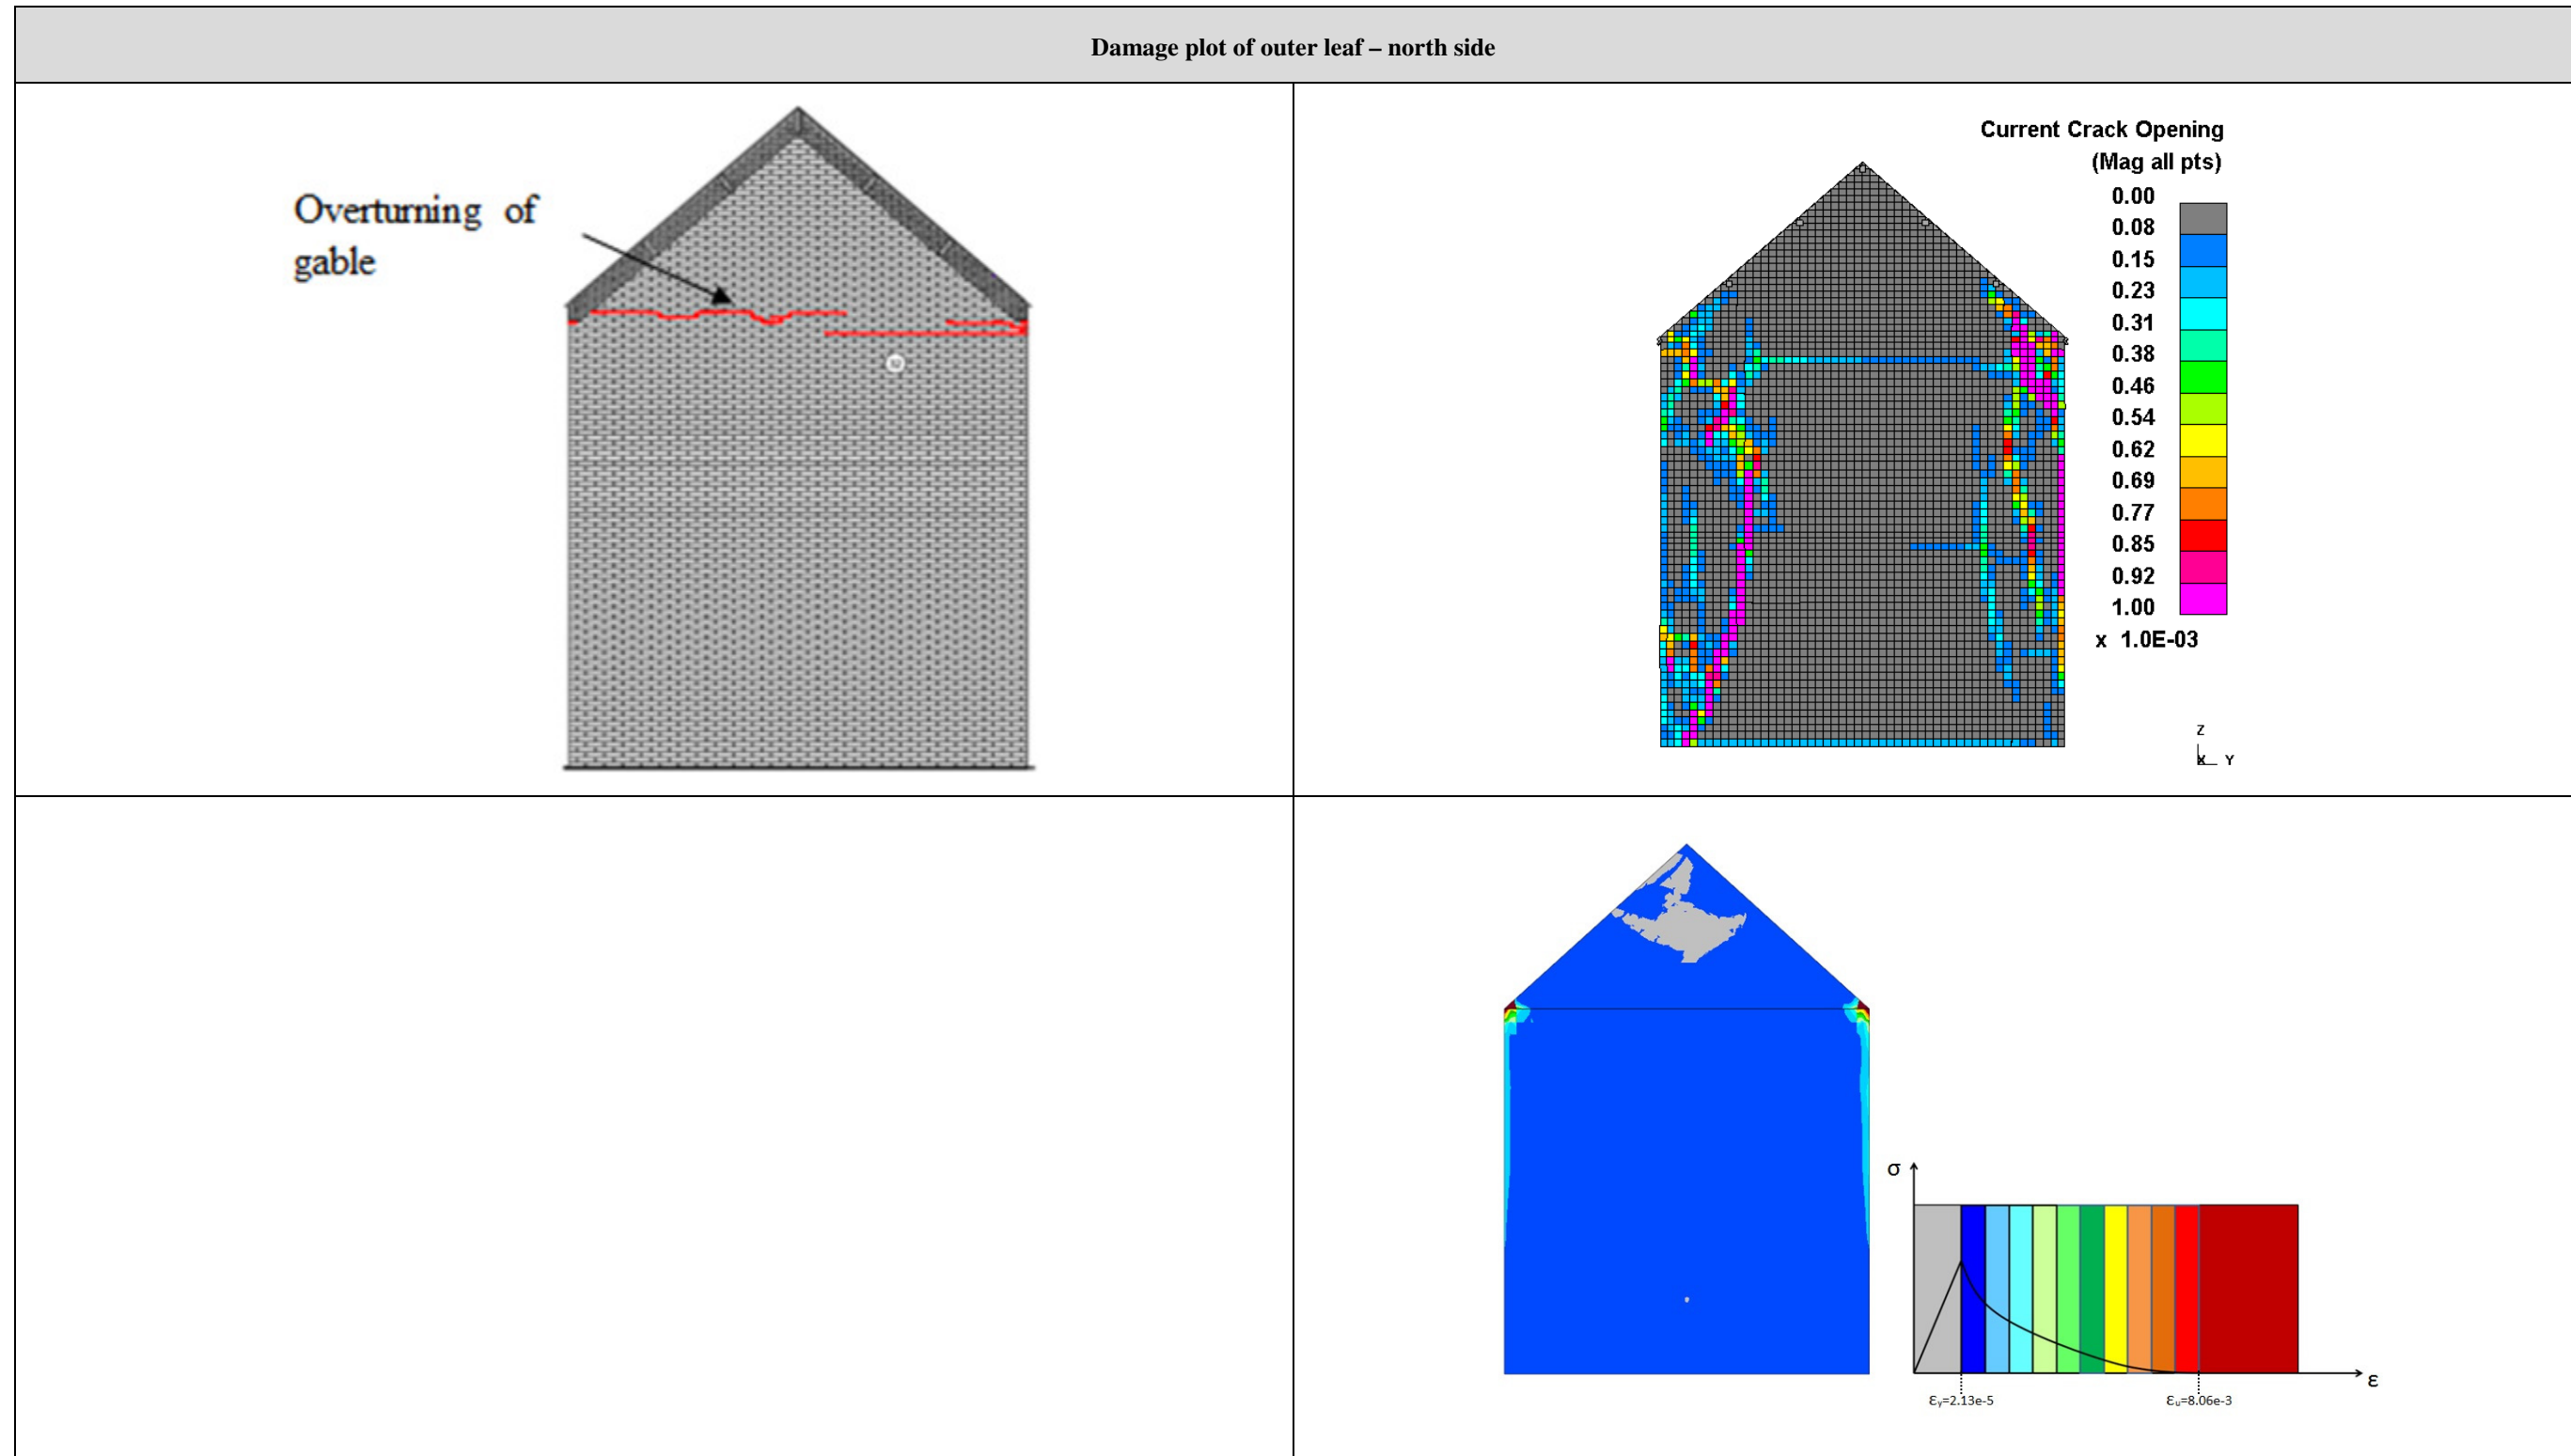 Damage plot of outer leaf – north side
Overturning of
gable
Current Crack Opening
(Mag all pts)
0.00
0.08
0.15
0.23
0.31
0.38
0.46
0.54
0.62
0.69
0.77
0.85
0.92
1.00
x 1.0E-03
Z
X Y
σ
ε
εy=2.13e-5
εu=8.06e-3